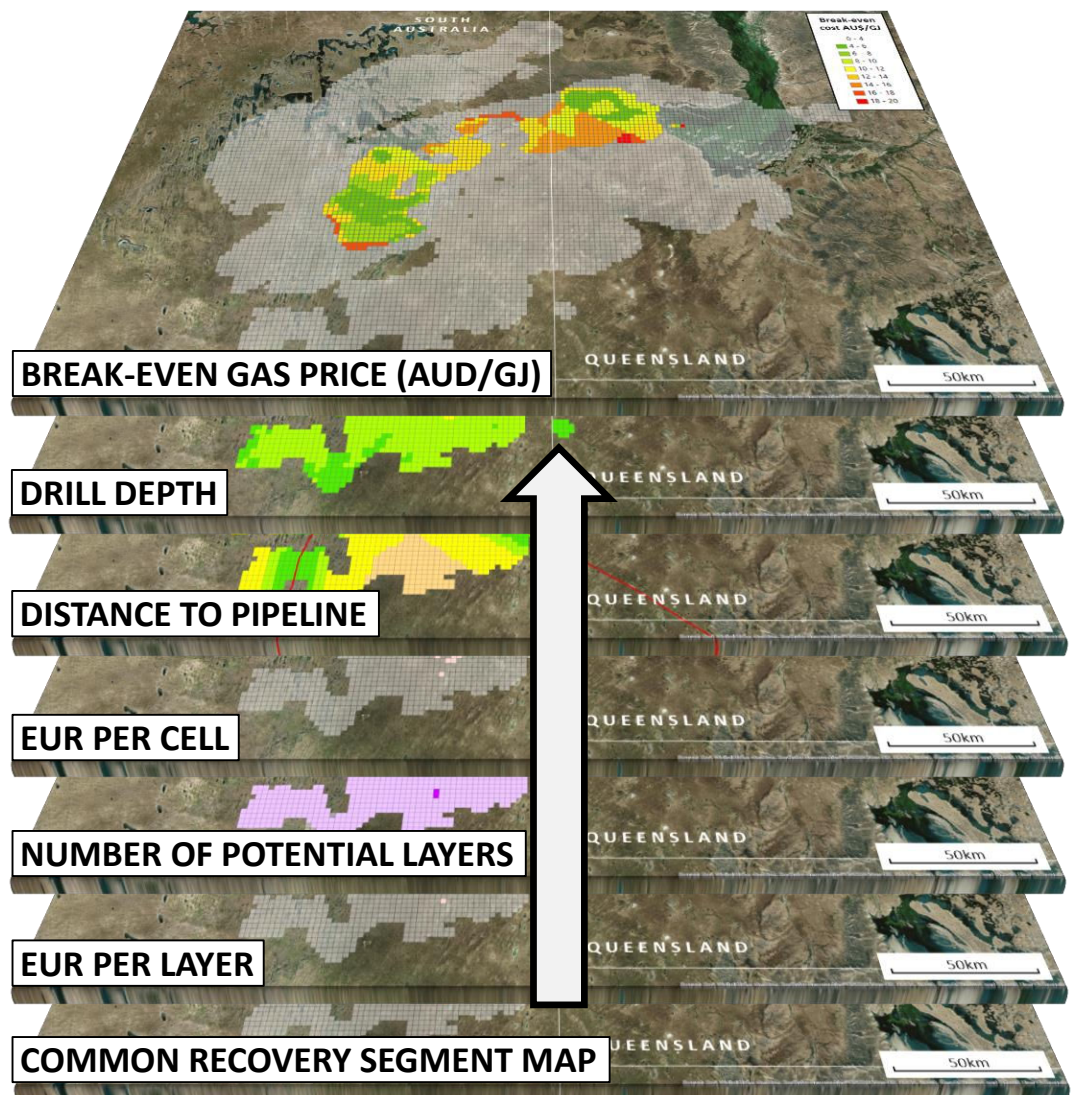 SOUTH
AUSTRALIA
Break-even
cost AU$/GJ
0 - 4
4 - 6
6 - 8
8 - 10
10 - 12
12 - 14
14 - 16
16 - 18
18 - 20
QUEENSLAND
50km
BREAK-EVEN GAS PRICE (AUD/GJ)
QUEENSLAND
50km
DRILL DEPTH
QUEENSLAND
50km
DISTANCE TO PIPELINE
QUEENSLAND
50km
EUR PER CELL
QUEENSLAND
50km
NUMBER OF POTENTIAL LAYERS
QUEENSLAND
50km
EUR PER LAYER
UEENSLAND
50km
COMMON RECOVERY SEGMENT MAP